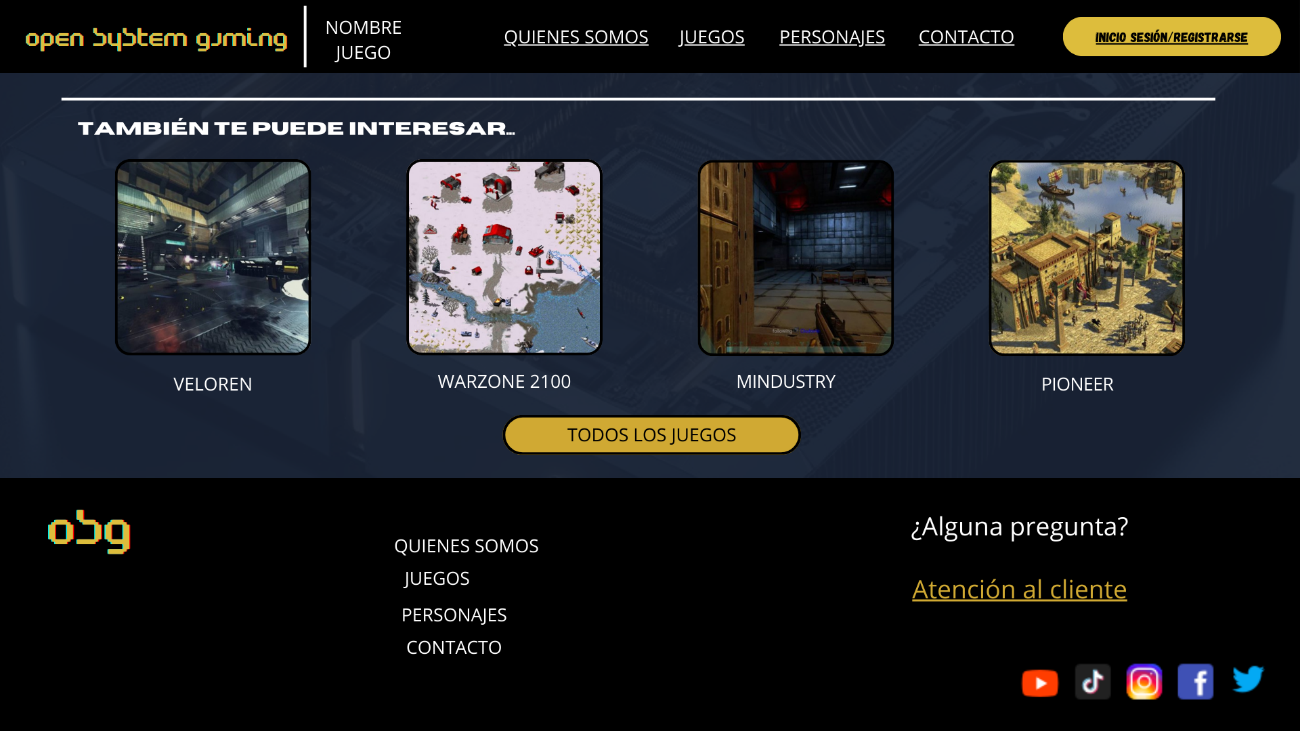 open system gaming
NOMBRE
JUEGO
QUIENES SOMOS
JUEGOS
PERSONAJES
CONTACTO
INICIO SESIÓN/REGISTRARSE
TAMBIÉN TE PUEDE INTERESAR...
VELOREN
WARZONE 2100
MINDUSTRY
PIONEER
TODOS LOS JUEGOS
osg
QUIENES SOMOS
JUEGOS
PERSONAJES
CONTACTO
¿Alguna pregunta?
Atención al cliente